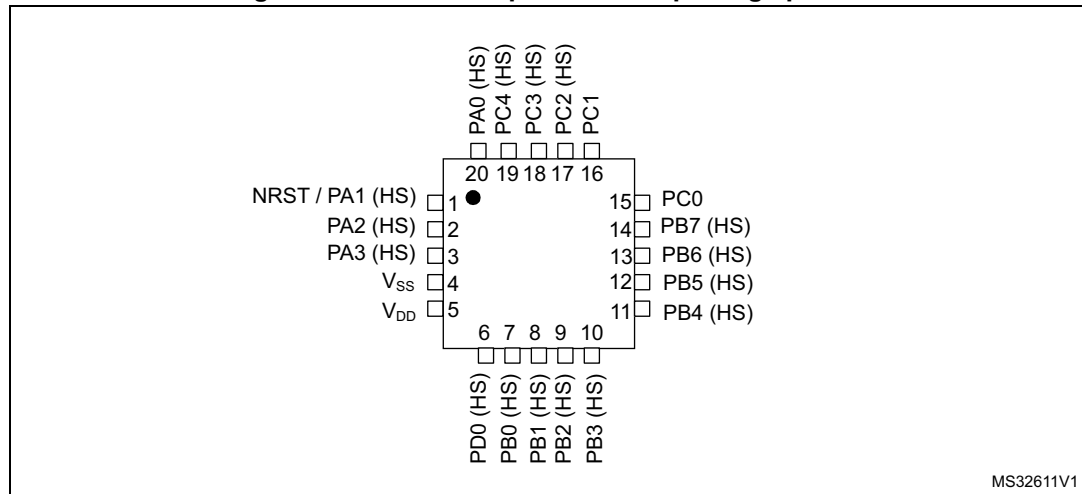 PA0 (HS)
PC4 (HS)
PC3 (HS)
PC2 (HS)
PC1
20 19 18 17 16
NRST / PA1 (HS) 1
PA2 (HS) 2
PA3 (HS) 3
VSS 4
VDD 5
15 PC0
14 PB7 (HS)
13 PB6 (HS)
12 PB5 (HS)
11 PB4 (HS)
6 7 8 9 10
PD0 (HS)
PB0 (HS)
PB1 (HS)
PB2 (HS)
PB3 (HS)
MS32611V1